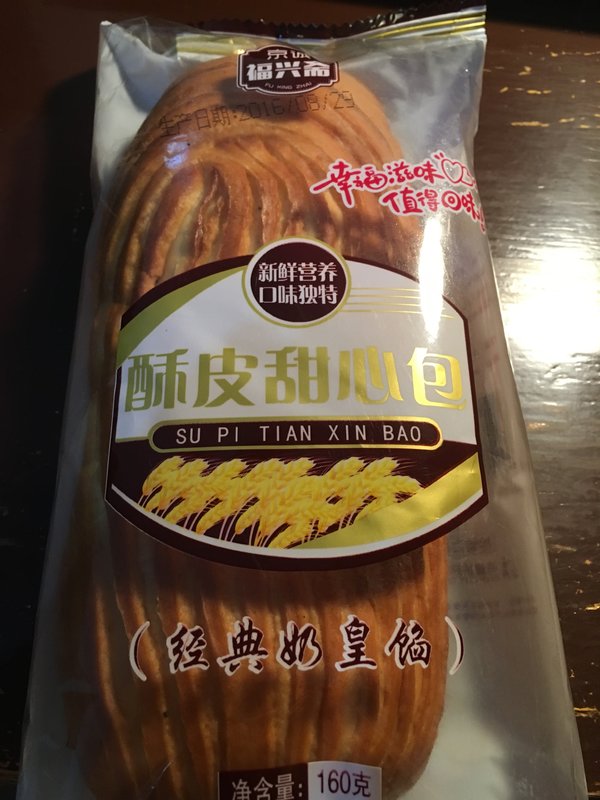 京诚
福兴斋
FU XING ZHAI
生产日期:2016/08/29
幸福滋味
值得回味!
新鲜营养
口味独特
酥皮甜心包
SU PI TIAN XIN BAO
(经典奶皇馅)
净含量: 160克